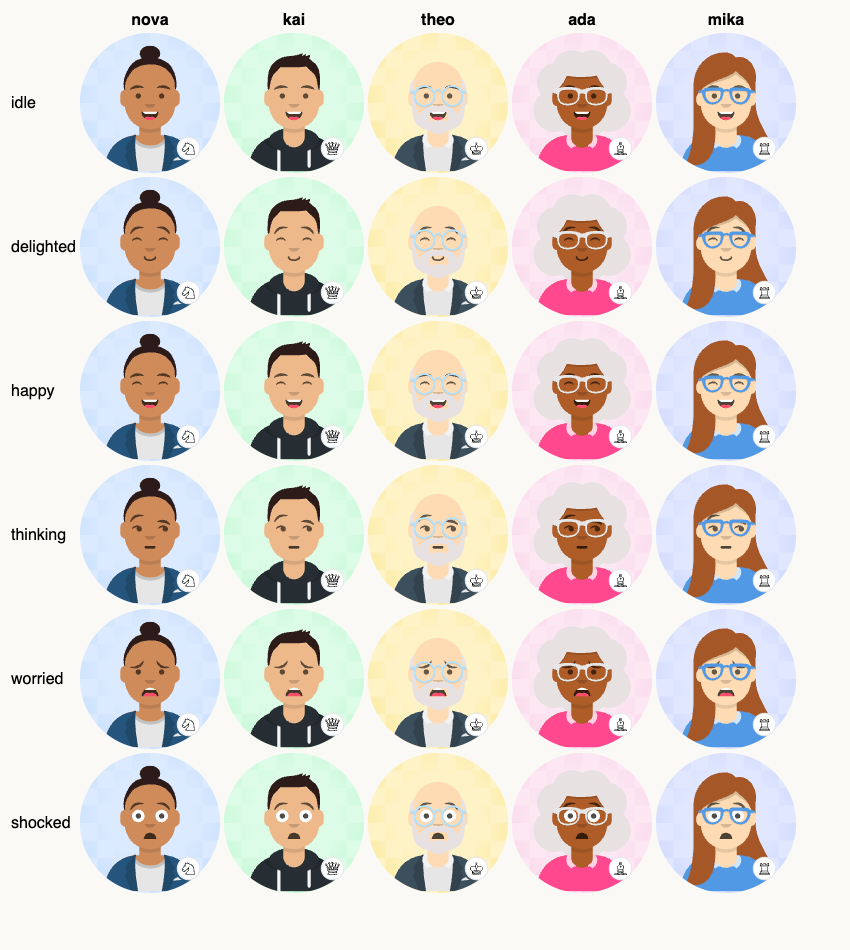 nova kai theo ada mika
idle
delighted
happy
thinking
worried
shocked